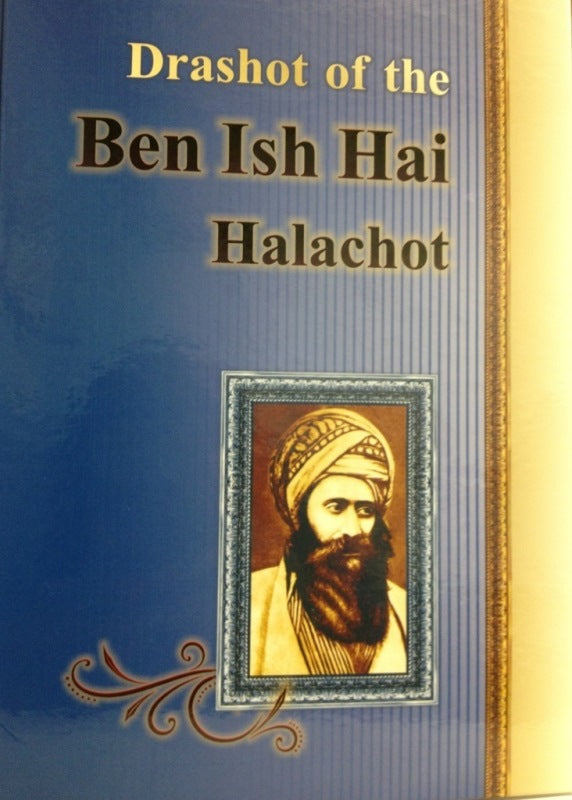 Drashot of the
Ben Ish Hai
Halachot